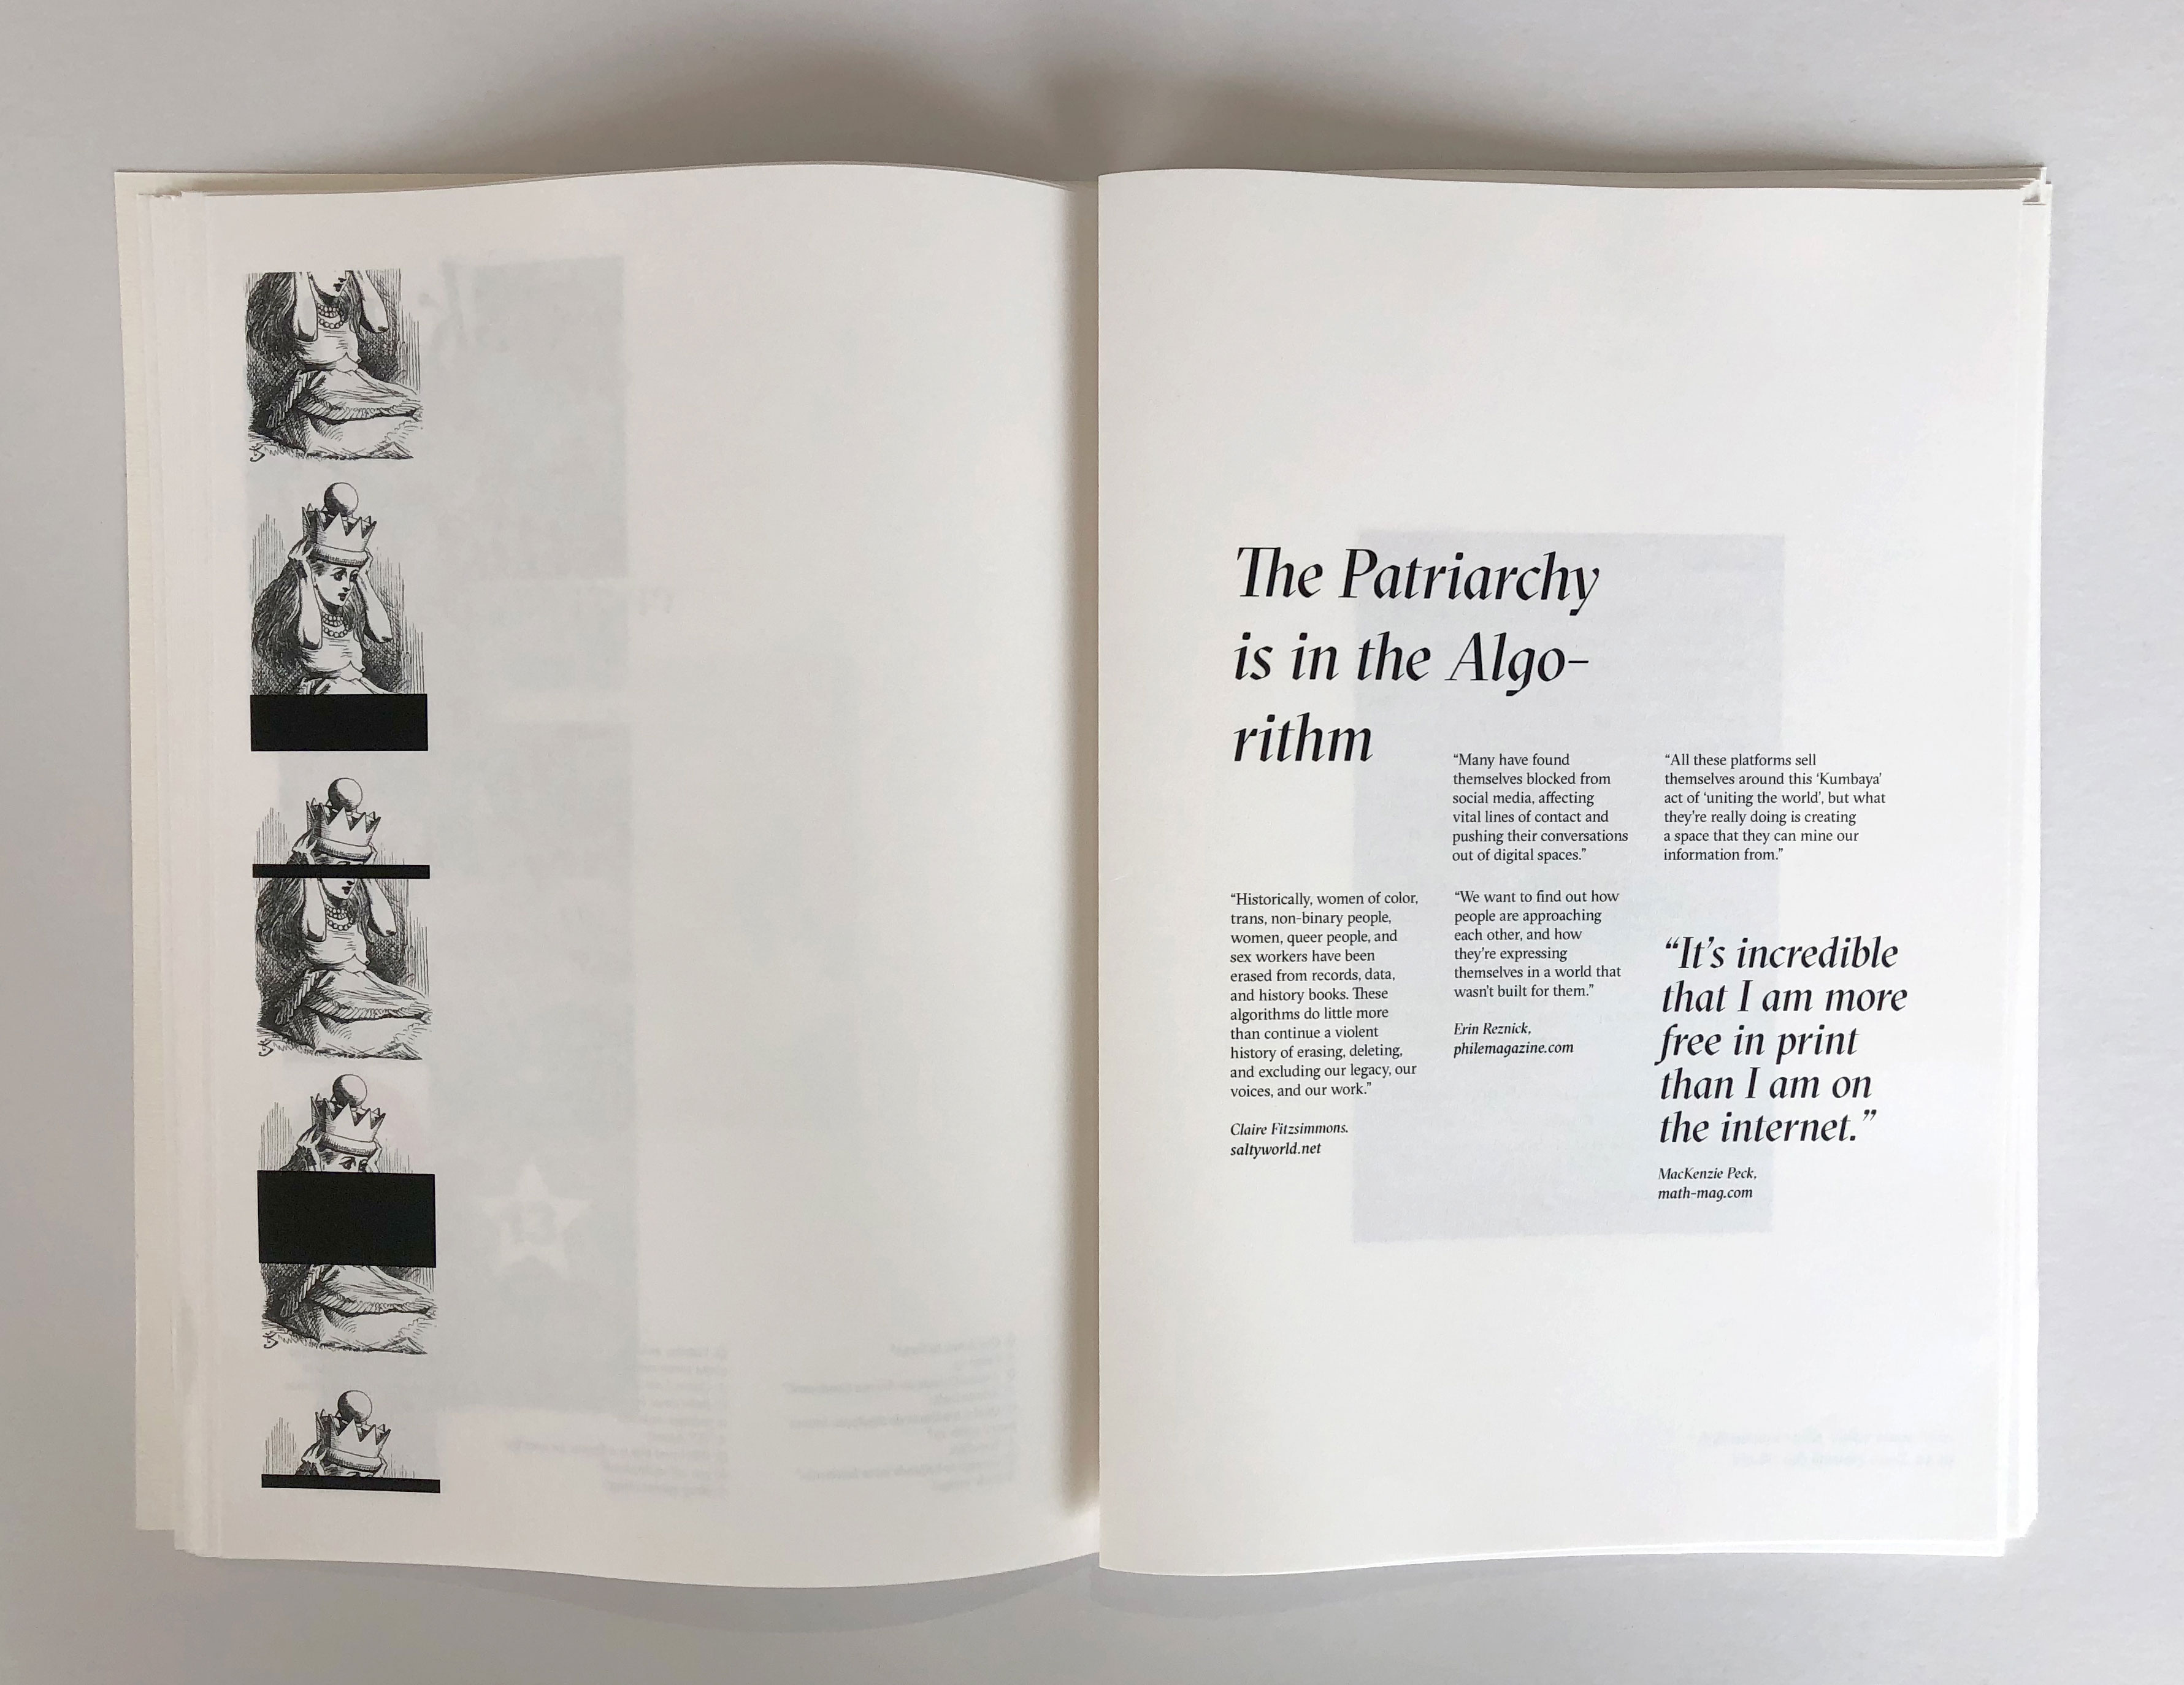 The Patriarchy
is in the Algo-
rithm
“Historically, women of color,
trans, non-binary people,
women, queer people, and
sex workers have been
erased from records, data,
and history books. These
algorithms do little more
than continue a violent
history of erasing, deleting,
and excluding our legacy, our
voices, and our work.”
Claire Fitzsimmons.
saltyworld.net
“Many have found
themselves blocked from
social media, affecting
vital lines of contact and
pushing their conversations
out of digital spaces.”
“We want to find out how
people are approaching
each other, and how
they’re expressing
themselves in a world that
wasn’t built for them.”
Erin Reznick,
philemagazine.com
“All these platforms sell
themselves around this ‘Kumbaya’
act of ‘uniting the world’, but what
they’re really doing is creating
a space that they can mine our
information from.”
“It’s incredible
that I am more
free in print
than I am on
the internet.”
MacKenzie Peck,
math-mag.com